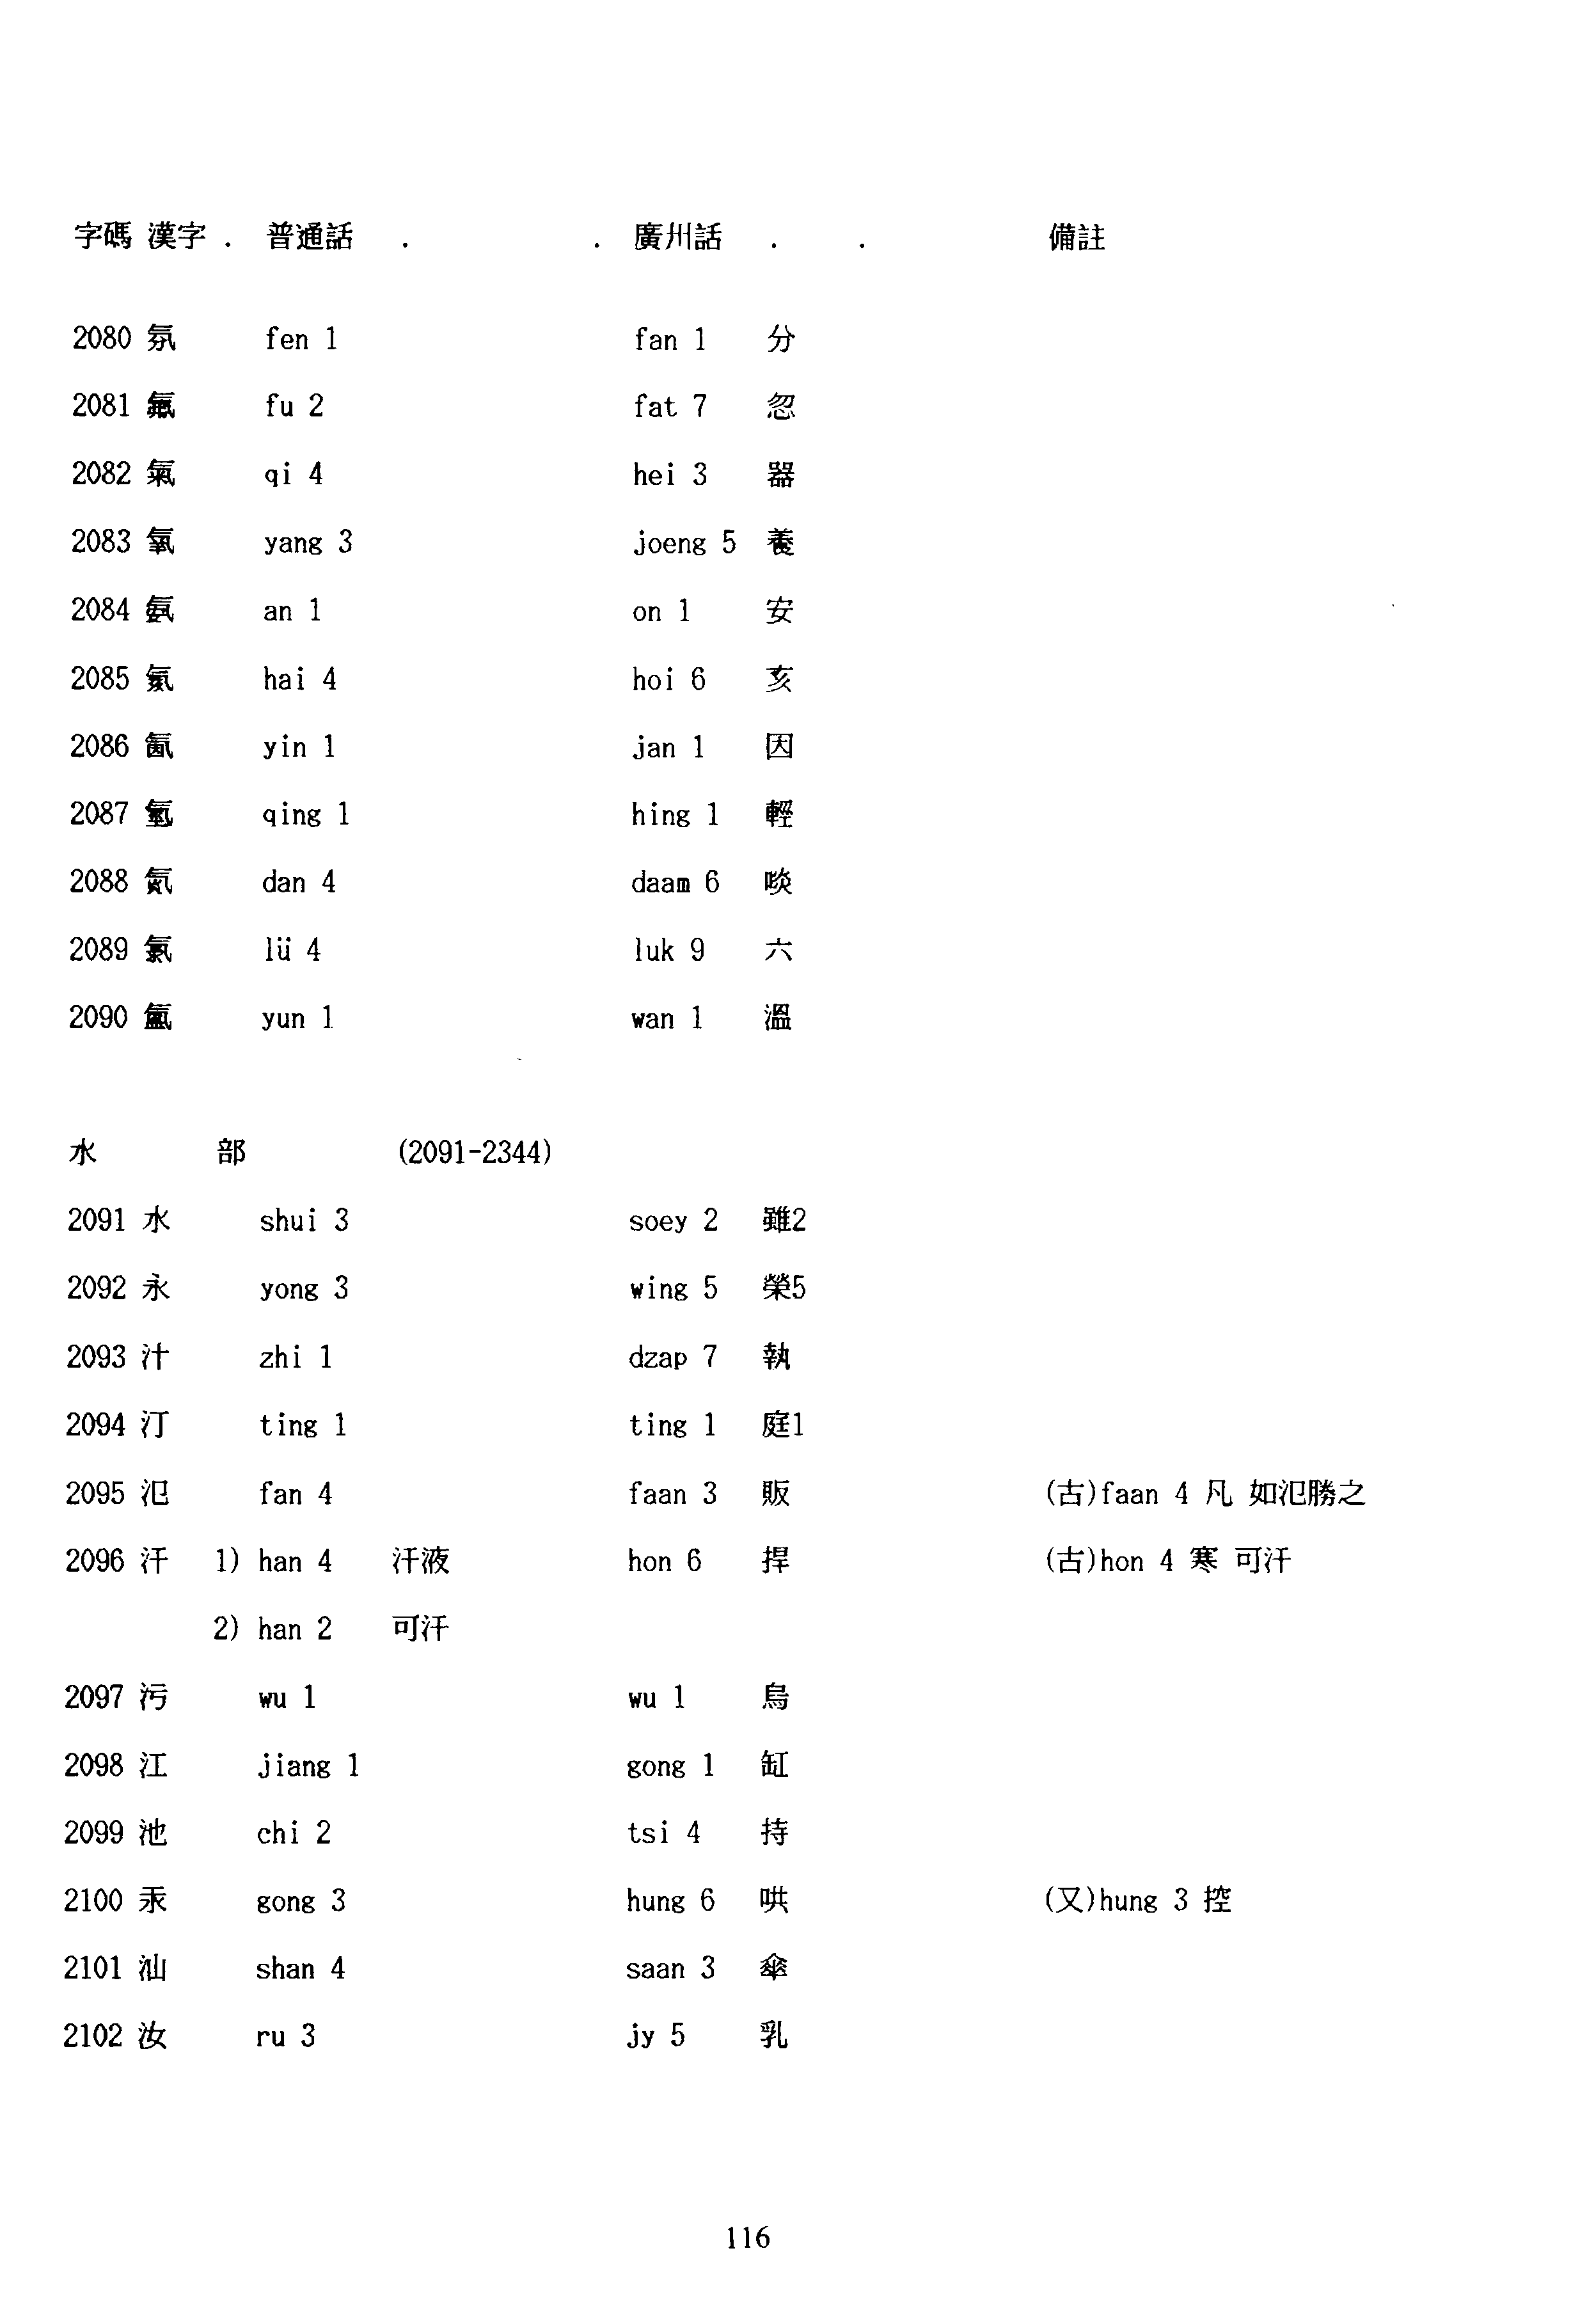 字碼 漢字 . 普通話 . . 廣州話 . . 備註
2080 氛 fen 1 fan 1 分
2081 氟 fu 2 fat 7 忽
2082 氣 qi 4 hei 3 器
2083 氧 yang 3 joeng 5 養
2084 氨 an 1 on 1 安
2085 氦 hai 4 hoi 6 亥
2086 氤 yin 1 jan 1 因
2087 氫 qing 1 hing 1 輕
2088 氮 dan 4 daam 6 啖
2089 氯 lü 4 luk 9 六
2090 氳 yun 1 wan 1 溫
水 部 (2091-2344)
2091 水 shui 3 soey 2 雖2
2092 永 yong 3 wing 5 榮5
2093 汁 zhi 1 dzap 7 執
2094 汀 ting 1 ting 1 庭1
2095 氾 fan 4 faan 3 販 (古)faan 4 凡 如氾勝之
2096 汗 1) han 4 汗液 hon 6 捍 (古)hon 4 寒 可汗
2) han 2 可汗
2097 污 wu 1 wu 1 烏
2098 江 jiang 1 gong 1 缸
2099 池 chi 2 tsi 4 持
2100 汞 gong 3 hung 6 哄 (又)hung 3 控
2101 汕 shan 4 saan 3 傘
2102 汝 ru 3 jy 5 乳
116